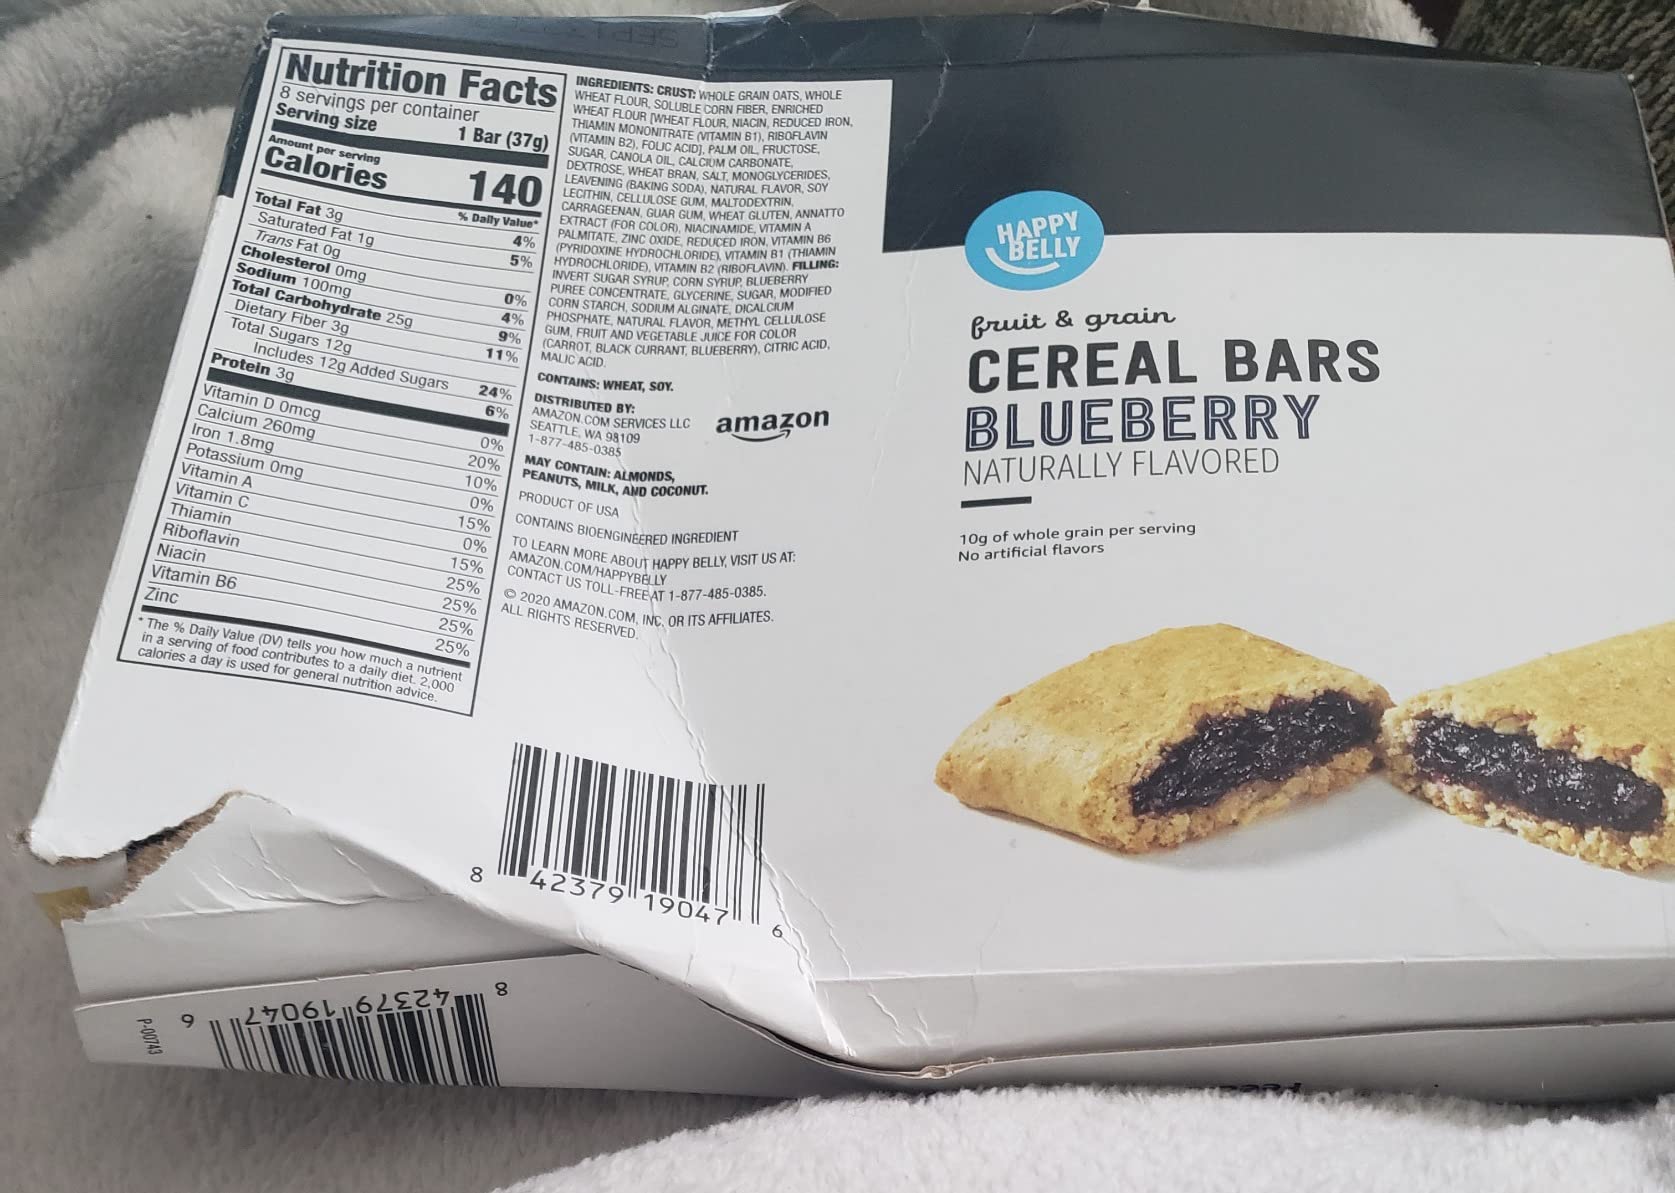 Nutrition Facts
8 servings per container
Serving size 1 Bar (37g)
Amount per serving
Calories 140
% Daily Value*
Total Fat 3g 4%
Saturated Fat 1g 5%
Trans Fat 0g
Cholesterol 0mg 0%
Sodium 100mg 4%
Total Carbohydrate 25g 9%
Dietary Fiber 3g 11%
Total Sugars 12g
Includes 12g Added Sugars 24%
Protein 3g 6%
Vitamin D 0mcg 0%
Calcium 260mg 20%
Iron 1.8mg 10%
Potassium 0mg 0%
Vitamin A 15%
Vitamin C 0%
Thiamin 15%
Riboflavin 25%
Niacin 25%
Vitamin B6 25%
Zinc 25%
* The % Daily Value (DV) tells you how much a nutrient
in a serving of food contributes to a daily diet. 2,000
calories a day is used for general nutrition advice.
INGREDIENTS: CRUST: WHOLE GRAIN OATS, WHOLE
WHEAT FLOUR, SOLUBLE CORN FIBER, ENRICHED
WHEAT FLOUR [WHEAT FLOUR, NIACIN, REDUCED IRON,
THIAMIN MONONITRATE (VITAMIN B1), RIBOFLAVIN
(VITAMIN B2), FOLIC ACID], PALM OIL, FRUCTOSE,
SUGAR, CANOLA OIL, CALCIUM CARBONATE,
DEXTROSE, WHEAT BRAN, SALT, MONOGLYCERIDES,
LEAVENING (BAKING SODA), NATURAL FLAVOR, SOY
LECITHIN, CELLULOSE GUM, MALTODEXTRIN,
CARRAGEENAN, GUAR GUM, WHEAT GLUTEN, ANNATTO
EXTRACT (FOR COLOR), NIACINAMIDE, VITAMIN A
PALMITATE, ZINC OXIDE, REDUCED IRON, VITAMIN B6
(PYRIDOXINE HYDROCHLORIDE), VITAMIN B1 (THIAMIN
HYDROCHLORIDE), VITAMIN B2 (RIBOFLAVIN). FILLING:
INVERT SUGAR SYRUP, CORN SYRUP, BLUEBERRY
PUREE CONCENTRATE, GLYCERINE, SUGAR, MODIFIED
CORN STARCH, SODIUM ALGINATE, DICALCIUM
PHOSPHATE, NATURAL FLAVOR, METHYL CELLULOSE
GUM, FRUIT AND VEGETABLE JUICE FOR COLOR
(CARROT, BLACK CURRANT, BLUEBERRY), CITRIC ACID,
MALIC ACID.
CONTAINS: WHEAT, SOY.
DISTRIBUTED BY:
AMAZON.COM SERVICES LLC
SEATTLE, WA 98109
1-877-485-0385
amazon
MAY CONTAIN: ALMONDS,
PEANUTS, MILK, AND COCONUT.
PRODUCT OF USA
CONTAINS BIOENGINEERED INGREDIENT
TO LEARN MORE ABOUT HAPPY BELLY, VISIT US AT:
AMAZON.COM/HAPPYBELLY
CONTACT US TOLL-FREE AT 1-877-485-0385.
© 2020 AMAZON.COM, INC. OR ITS AFFILIATES.
ALL RIGHTS RESERVED.
8 42379 19047 6
HAPPY
BELLY
fruit & grain
CEREAL BARS
BLUEBERRY
NATURALLY FLAVORED
10g of whole grain per serving
No artificial flavors
8 42379 19047 6
P-00743